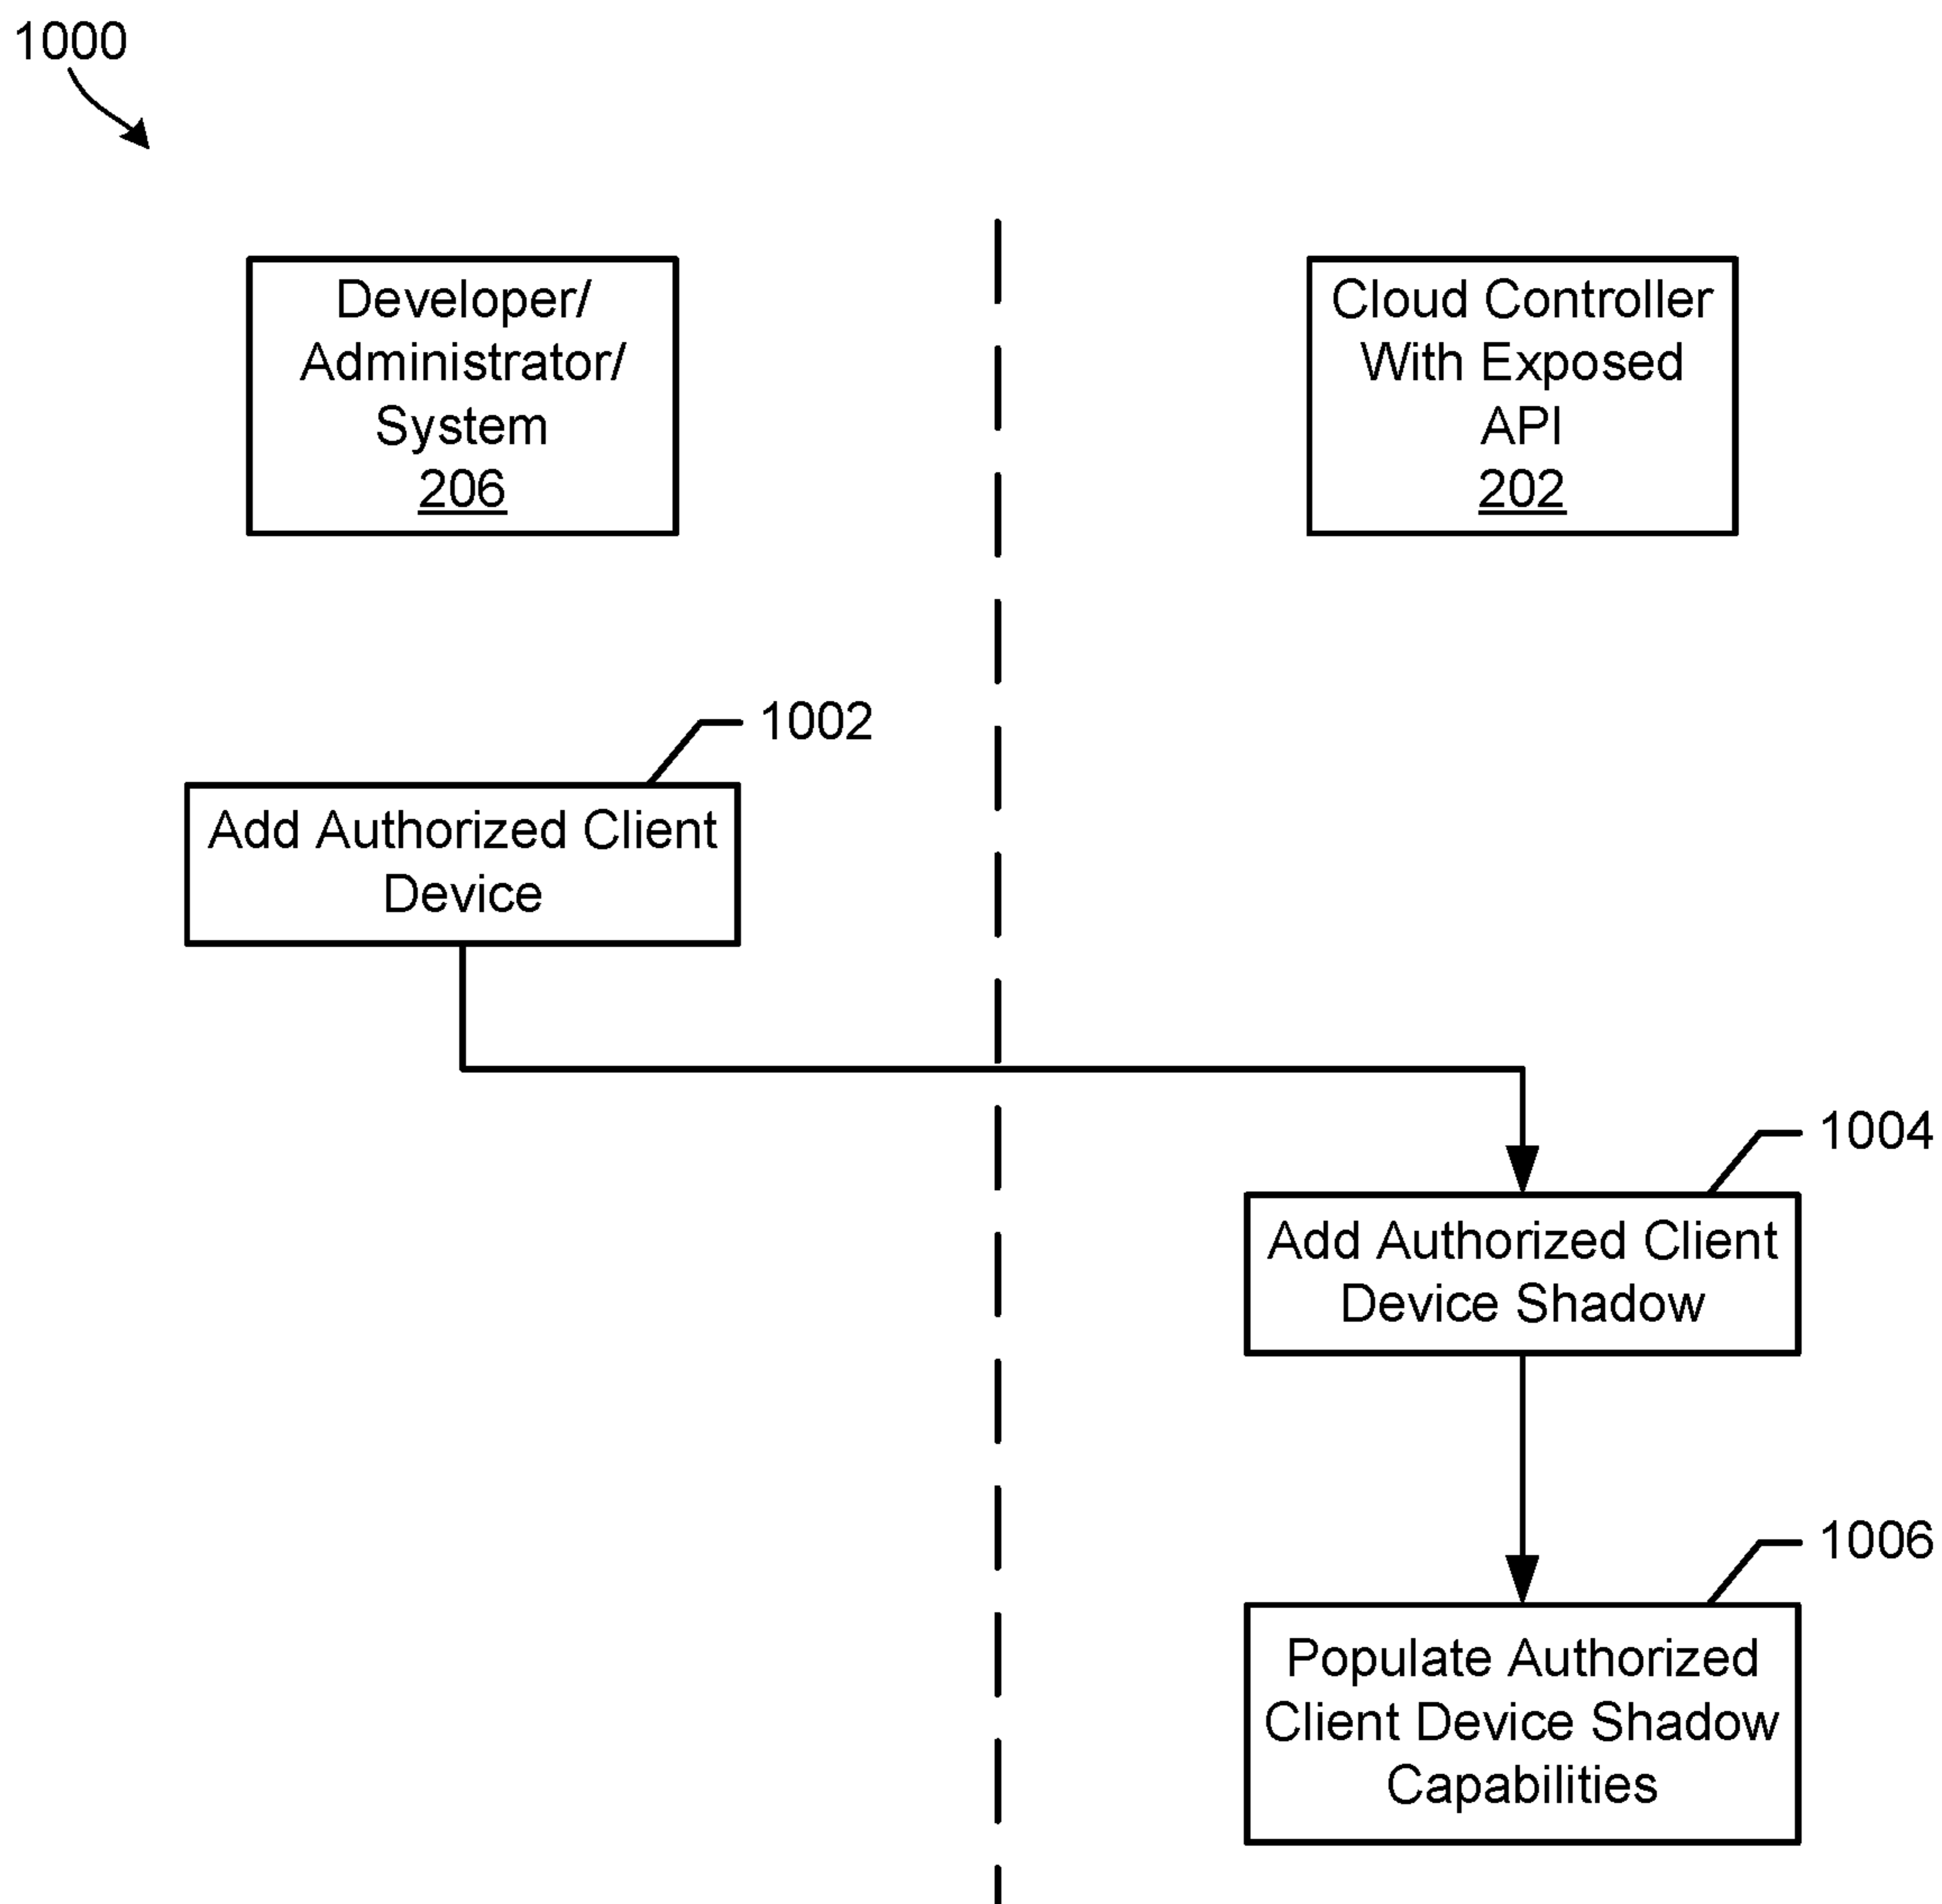 1000
Developer/
Administrator/
System
206
Cloud Controller
With Exposed
API
202
1002
Add Authorized Client
Device
1004
Add Authorized Client
Device Shadow
1006
Populate Authorized
Client Device Shadow
Capabilities